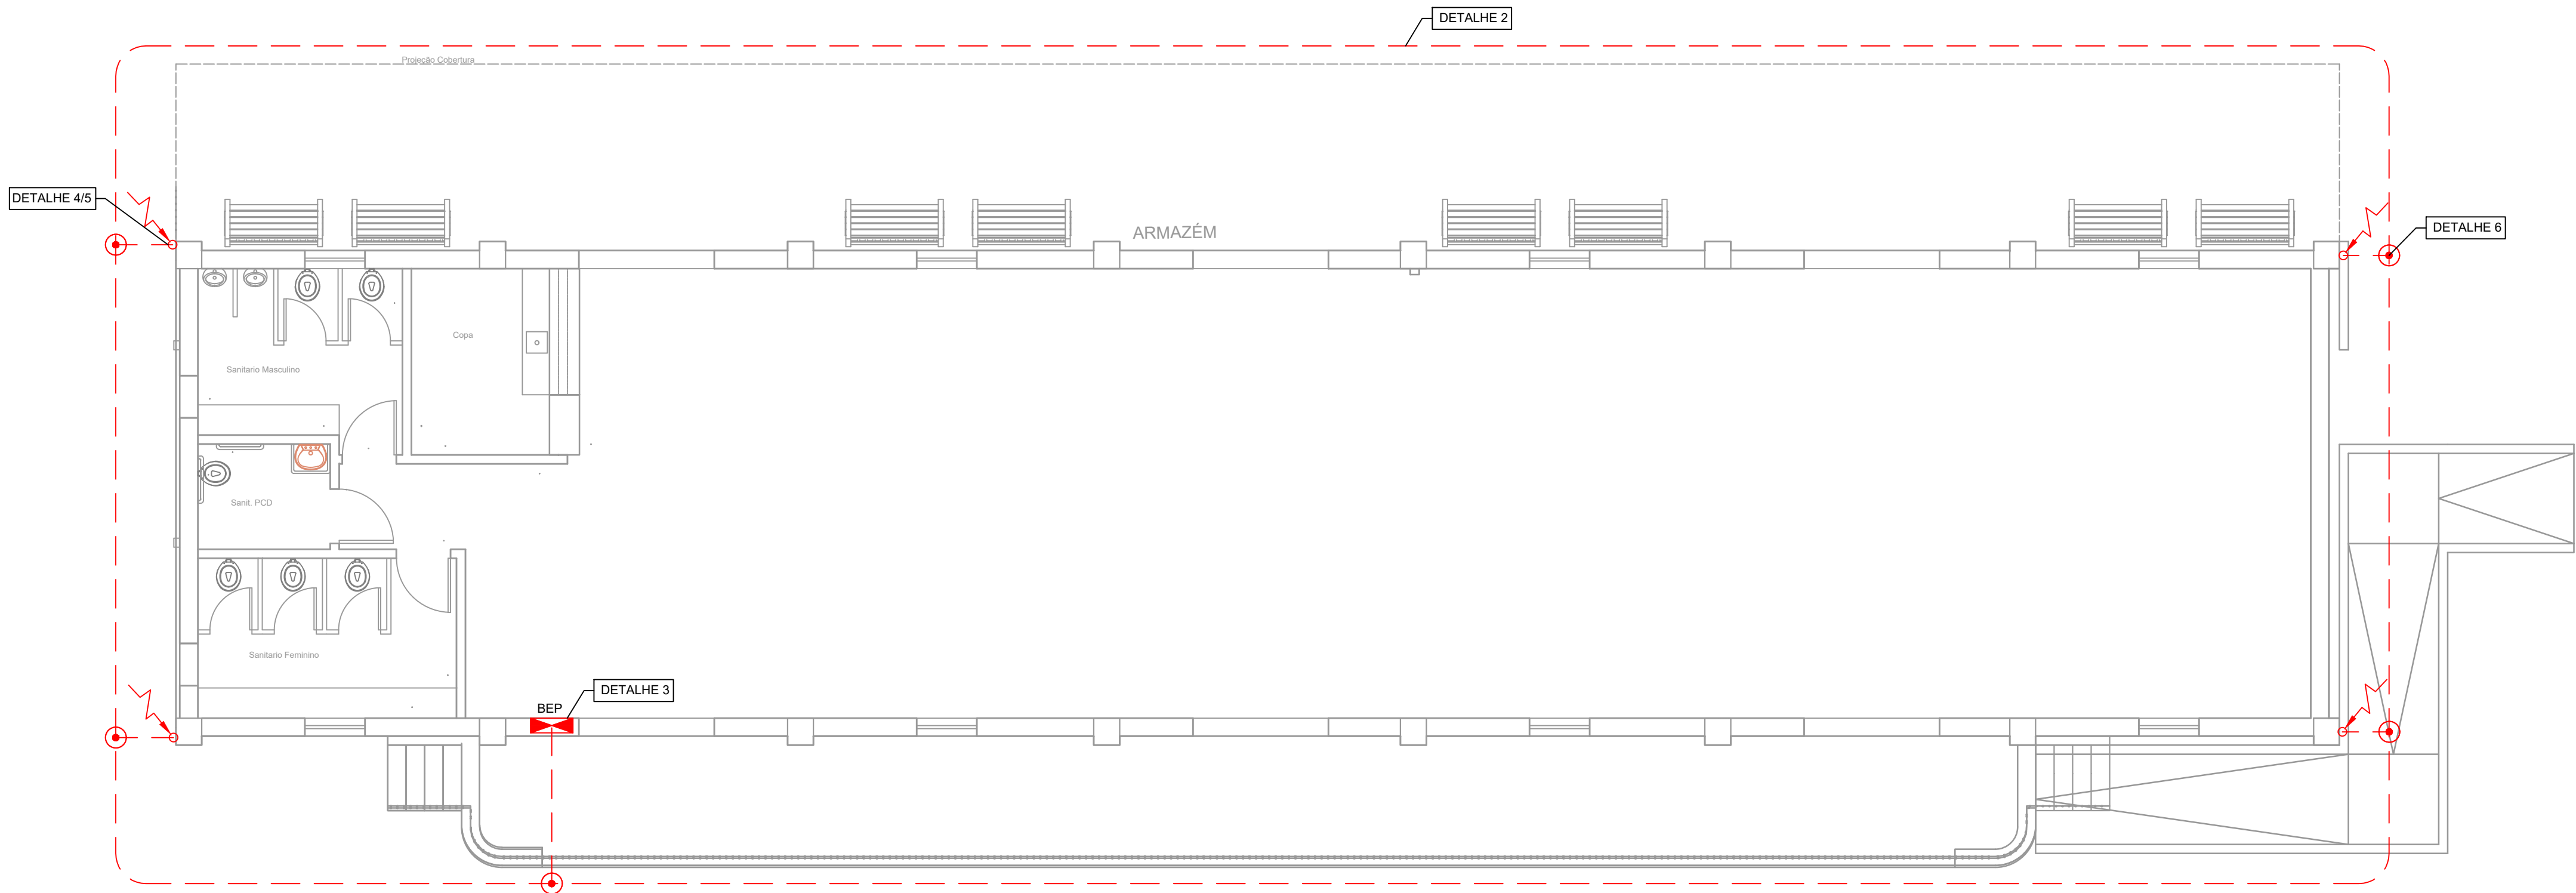 DETALHE 2
Projeção Cobertura
DETALHE 4/5
ARMAZÉM
DETALHE 6
Copa
Sanitario Masculino
Sanit. PCD
Sanitario Feminino
DETALHE 3
BEP